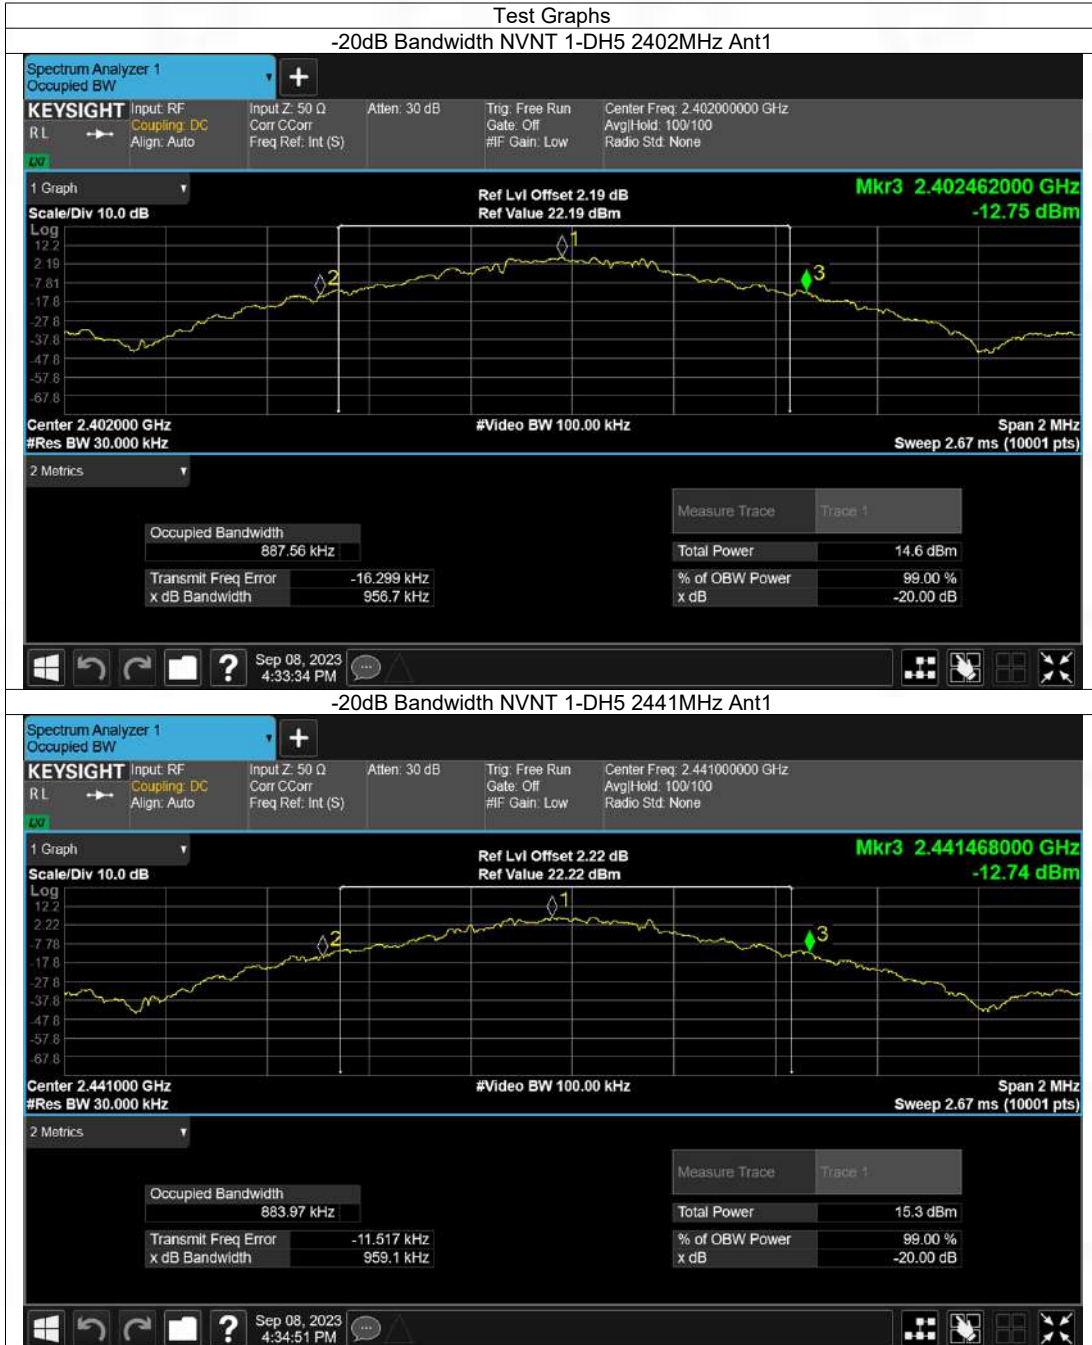 Test Graphs
-20dB Bandwidth NVNT 1-DH5 2402MHz Ant1
Spectrum Analyzer 1
Occupied BW
+
KEYSIGHT Input: RF Input Z: 50 Ω Atten: 30 dB Trig: Free Run Center Freq: 2.402000000 GHz
RL Coupling: DC Corr CCorr Gate: Off Avg|Hold: 100/100
Align: Auto Freq Ref: Int (S) #IF Gain: Low Radio Std: None
LXI
1 Graph Ref Lvl Offset 2.19 dB Mkr3 2.402462000 GHz
Scale/Div 10.0 dB Ref Value 22.19 dBm -12.75 dBm
Log
12.2 1
2.19
-7.81 2 3
-17.8
-27.8
-37.8
-47.8
-57.8
-67.8
Center 2.402000 GHz #Video BW 100.00 kHz Span 2 MHz
#Res BW 30.000 kHz Sweep 2.67 ms (10001 pts)
2 Metrics
Measure Trace Trace 1
Occupied Bandwidth
887.56 kHz Total Power 14.6 dBm
Transmit Freq Error -16.299 kHz % of OBW Power 99.00 %
x dB Bandwidth 956.7 kHz x dB -20.00 dB
? Sep 08, 2023
4:33:34 PM
-20dB Bandwidth NVNT 1-DH5 2441MHz Ant1
Spectrum Analyzer 1
Occupied BW
+
KEYSIGHT Input: RF Input Z: 50 Ω Atten: 30 dB Trig: Free Run Center Freq: 2.441000000 GHz
RL Coupling: DC Corr CCorr Gate: Off Avg|Hold: 100/100
Align: Auto Freq Ref: Int (S) #IF Gain: Low Radio Std: None
LXI
1 Graph Ref Lvl Offset 2.22 dB Mkr3 2.441468000 GHz
Scale/Div 10.0 dB Ref Value 22.22 dBm -12.74 dBm
Log
12.2 1
2.22
-7.78 2 3
-17.8
-27.8
-37.8
-47.8
-57.8
-67.8
Center 2.441000 GHz #Video BW 100.00 kHz Span 2 MHz
#Res BW 30.000 kHz Sweep 2.67 ms (10001 pts)
2 Metrics
Measure Trace Trace 1
Occupied Bandwidth
883.97 kHz Total Power 15.3 dBm
Transmit Freq Error -11.517 kHz % of OBW Power 99.00 %
x dB Bandwidth 959.1 kHz x dB -20.00 dB
? Sep 08, 2023
4:34:51 PM